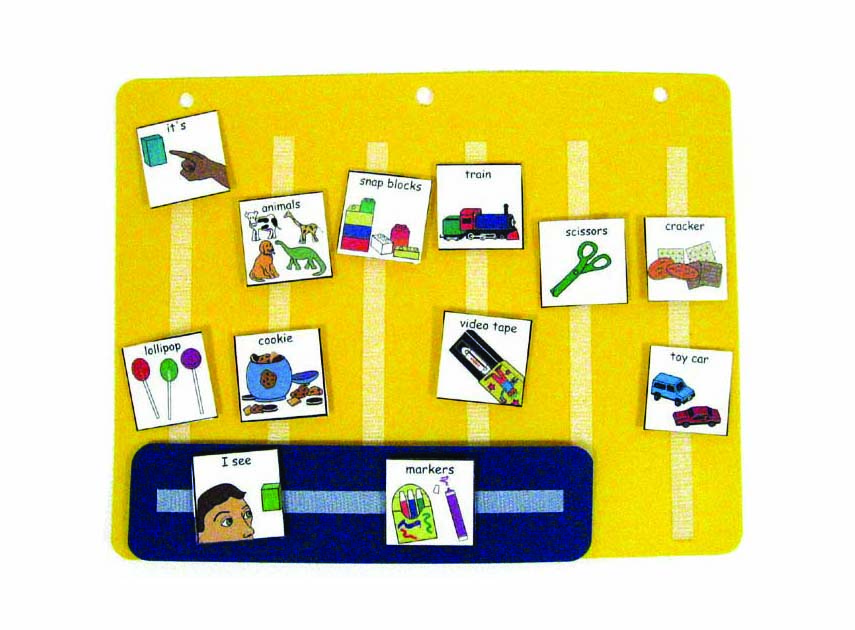 it's
animals
snap blocks
train
scissors
cracker
lollipop
cookie
video tape
toy car
I see
markers